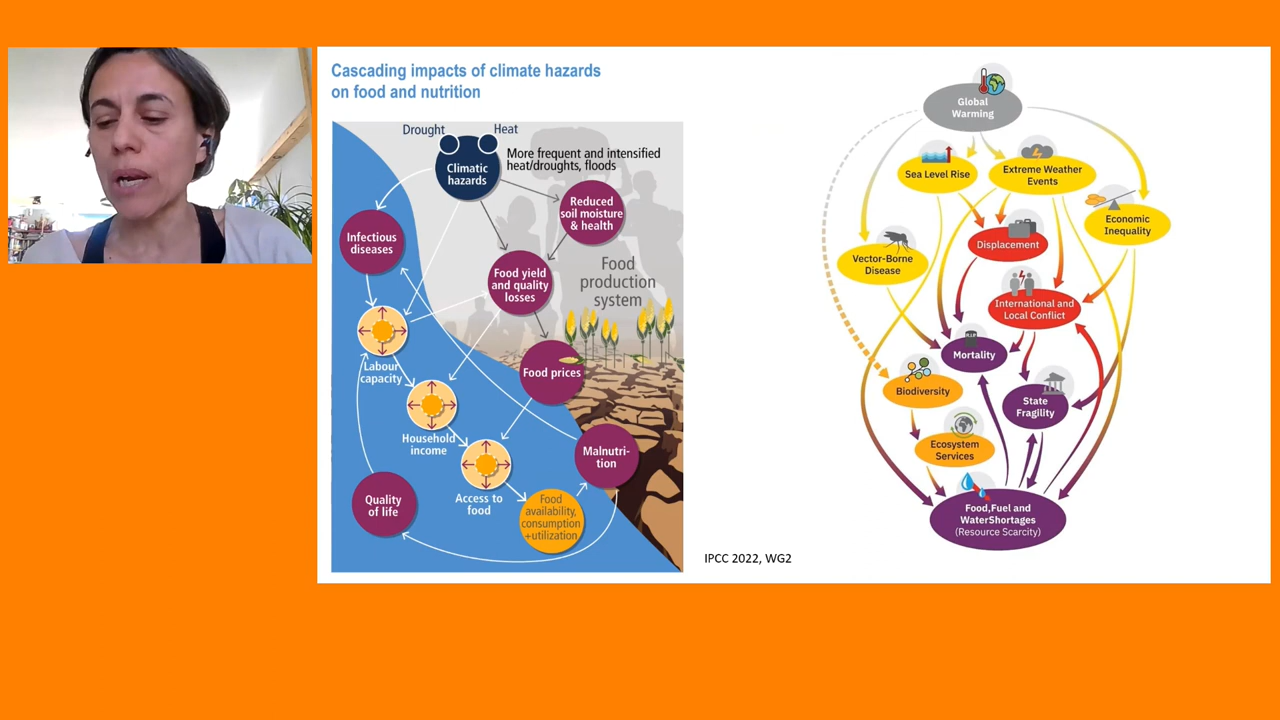 Cascading impacts of climate hazards
on food and nutrition
Drought
Heat
Climatic
hazards
More frequent and intensified
heat/droughts, floods
Reduced
soil moisture
& health
Infectious
diseases
Food yield
and quality
losses
Food
production
system
Labour
capacity
Food prices
Household
income
Malnutri-
tion
Access to
food
Quality
of life
Food
availability,
consumption
+utilization
Global
Warming
Sea Level Rise
Extreme Weather
Events
Economic
Inequality
Displacement
Vector-Borne
Disease
International and
Local Conflict
Mortality
Biodiversity
State
Fragility
Ecosystem
Services
Food,Fuel and
WaterShortages
(Resource Scarcity)
IPCC 2022, WG2